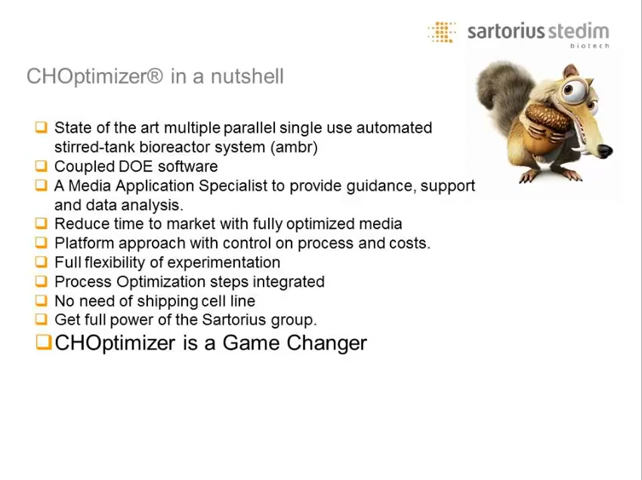 sartorius stedim
biotech
CHOptimizer® in a nutshell
State of the art multiple parallel single use automated
stirred-tank bioreactor system (ambr)
Coupled DOE software
A Media Application Specialist to provide guidance, support
and data analysis.
Reduce time to market with fully optimized media
Platform approach with control on process and costs.
Full flexibility of experimentation
Process Optimization steps integrated
No need of shipping cell line
Get full power of the Sartorius group.
CHOptimizer is a Game Changer